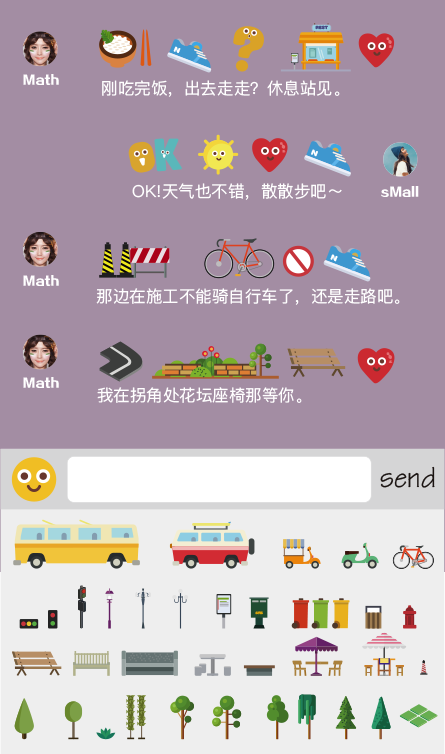 Math
刚吃完饭，出去走走？休息站见。
OK
OK!天气也不错，散散步吧～
sMall
Math
那边在施工不能骑自行车了，还是走路吧。
Math
我在拐角处花坛座椅那等你。
send